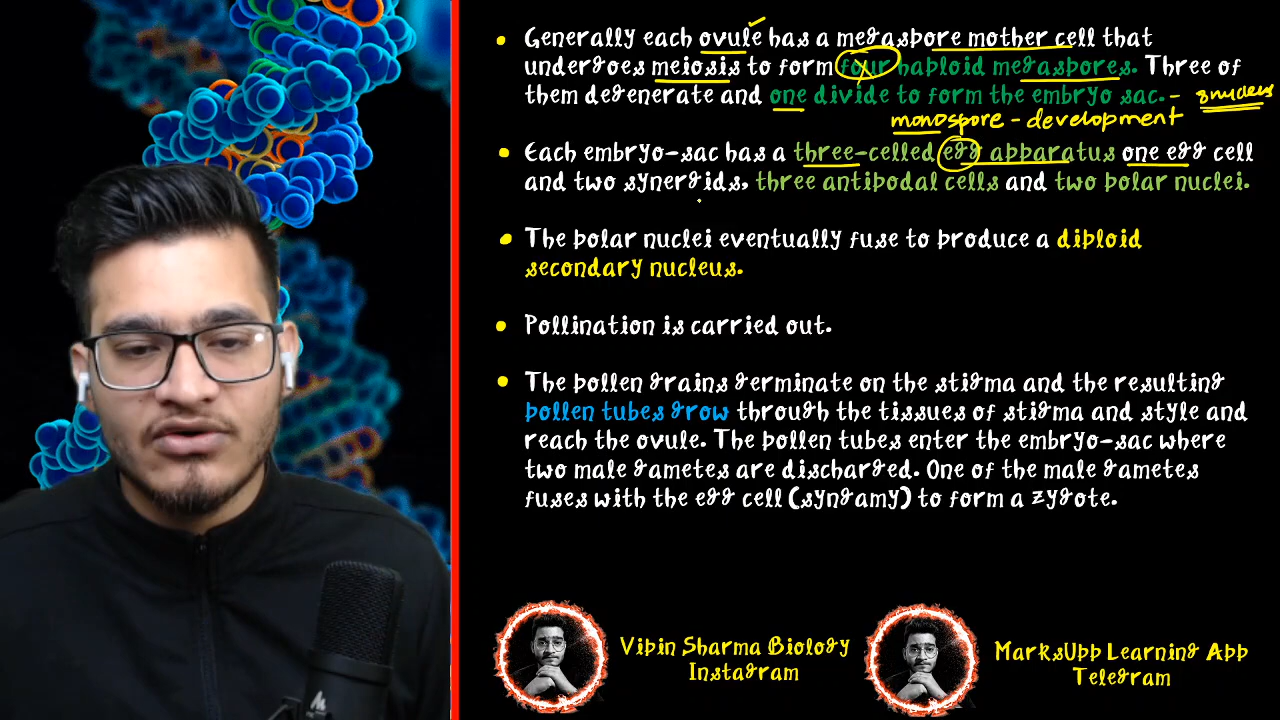 Generally each ovule has a megaspore mother cell that
undergoes meiosis to form four haploid megaspores. Three of
them degenerate and one divide to form the embryo sac. -
monospore - development
Each embryo-sac has a three-celled egg apparatus one egg cell
and two synergids, three antipodal cells and two polar nuclei.
The polar nuclei eventually fuse to produce a diploid
secondary nucleus.
Pollination is carried out.
The pollen grains germinate on the stigma and the resulting
pollen tubes grow through the tissues of stigma and style and
reach the ovule. The pollen tubes enter the embryo-sac where
two male gametes are discharged. One of the male gametes
fuses with the egg cell (syngamy) to form a zygote.
Vipin Sharma Biology
Instagram
MarksUpp Learning App
Telegram